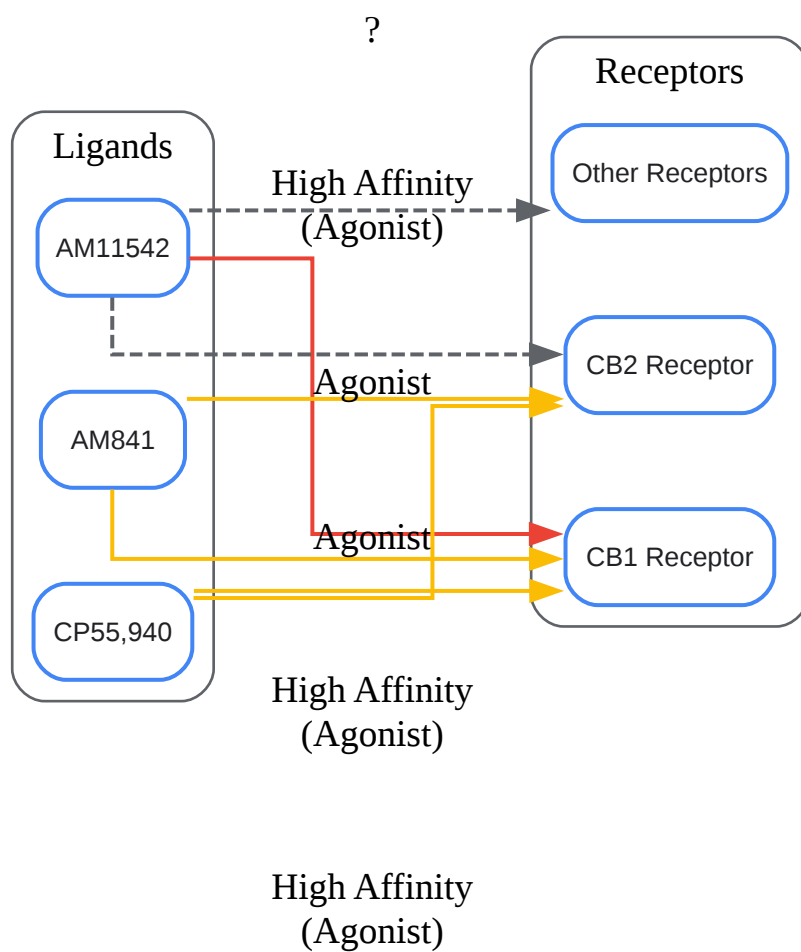 ?
Receptors
Ligands
Other Receptors
High Affinity
(Agonist)
AM11542
CB2 Receptor
Agonist
AM841
Agonist
CB1 Receptor
CP55,940
High Affinity
(Agonist)
High Affinity
(Agonist)